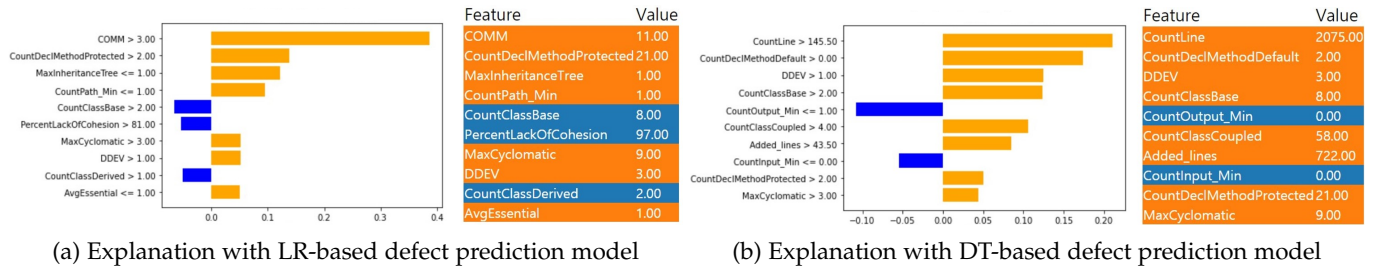 COMM > 3.00
CountDeclMethodProtected > 2.00
MaxInheritanceTree <= 1.00
CountPath_Min <= 1.00
CountClassBase > 2.00
PercentLackOfCohesion > 81.00
MaxCyclomatic > 3.00
DDEV > 1.00
CountClassDerived > 1.00
AvgEssential <= 1.00
0.0 0.1 0.2 0.3 0.4
Feature Value
COMM 11.00
CountDeclMethodProtected 21.00
MaxInheritanceTree 1.00
CountPath_Min 1.00
CountClassBase 8.00
PercentLackOfCohesion 97.00
MaxCyclomatic 9.00
DDEV 3.00
CountClassDerived 2.00
AvgEssential 1.00
(a) Explanation with LR-based defect prediction model
CountLine > 145.50
CountDeclMethodDefault > 0.00
DDEV > 1.00
CountClassBase > 2.00
CountOutput_Min <= 1.00
CountClassCoupled > 4.00
Added_lines > 43.50
CountInput_Min <= 0.00
CountDeclMethodProtected > 2.00
MaxCyclomatic > 3.00
−0.10 −0.05 0.00 0.05 0.10 0.15 0.20
Feature Value
CountLine 2075.00
CountDeclMethodDefault 2.00
DDEV 3.00
CountClassBase 8.00
CountOutput_Min 0.00
CountClassCoupled 58.00
Added_lines 722.00
CountInput_Min 0.00
CountDeclMethodProtected 21.00
MaxCyclomatic 9.00
(b) Explanation with DT-based defect prediction model